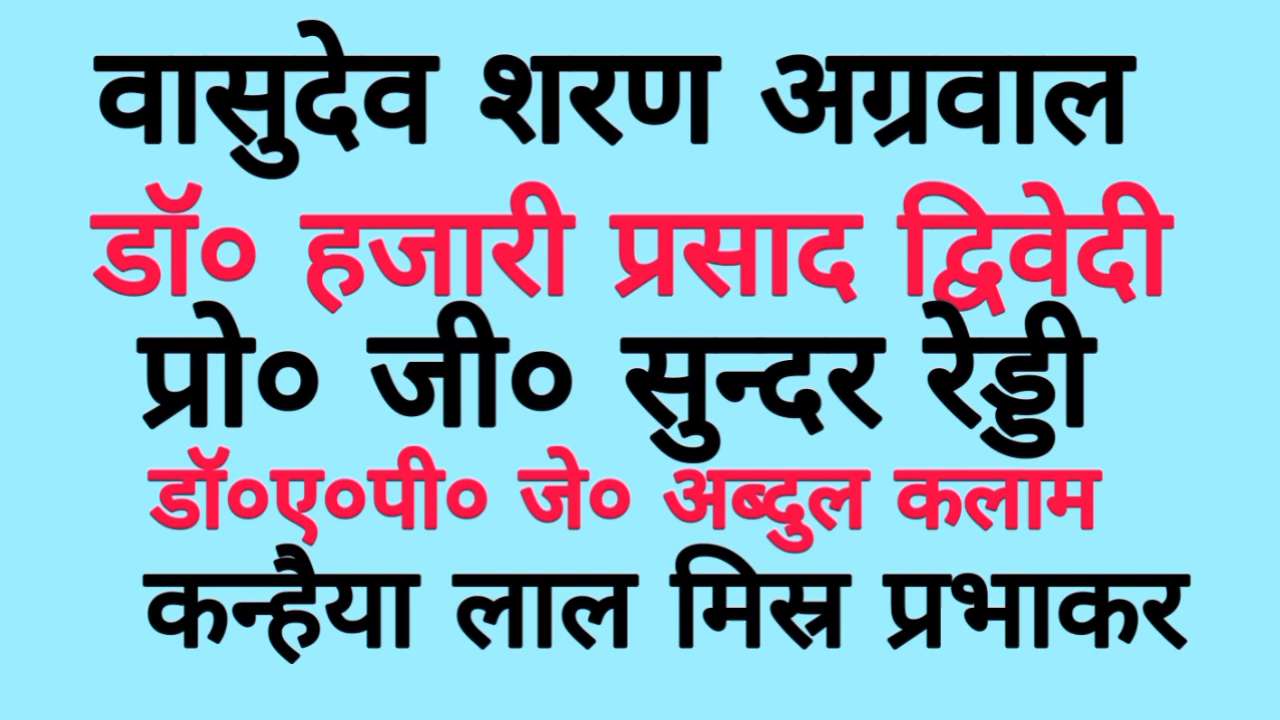 वासुदेव शरण अग्रवाल
डॉ० हजारी प्रसाद द्विवेदी
प्रो० जी० सुन्दर रेड्डी
डॉ०ए०पी० जे० अब्दुल कलाम
कन्हैया लाल मिस्र प्रभाकर